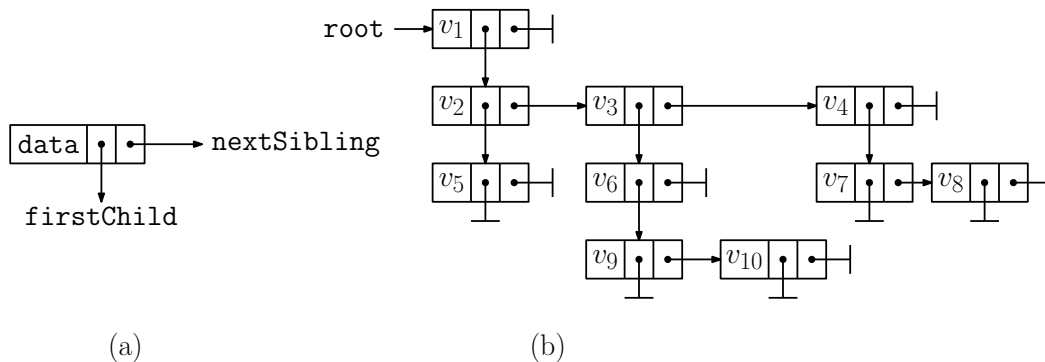 root v₁
v₂ v₃ v₄
data nextSibling
v₅ v₆ v₇ v₈
firstChild
v₉ v₁₀
(a) (b)